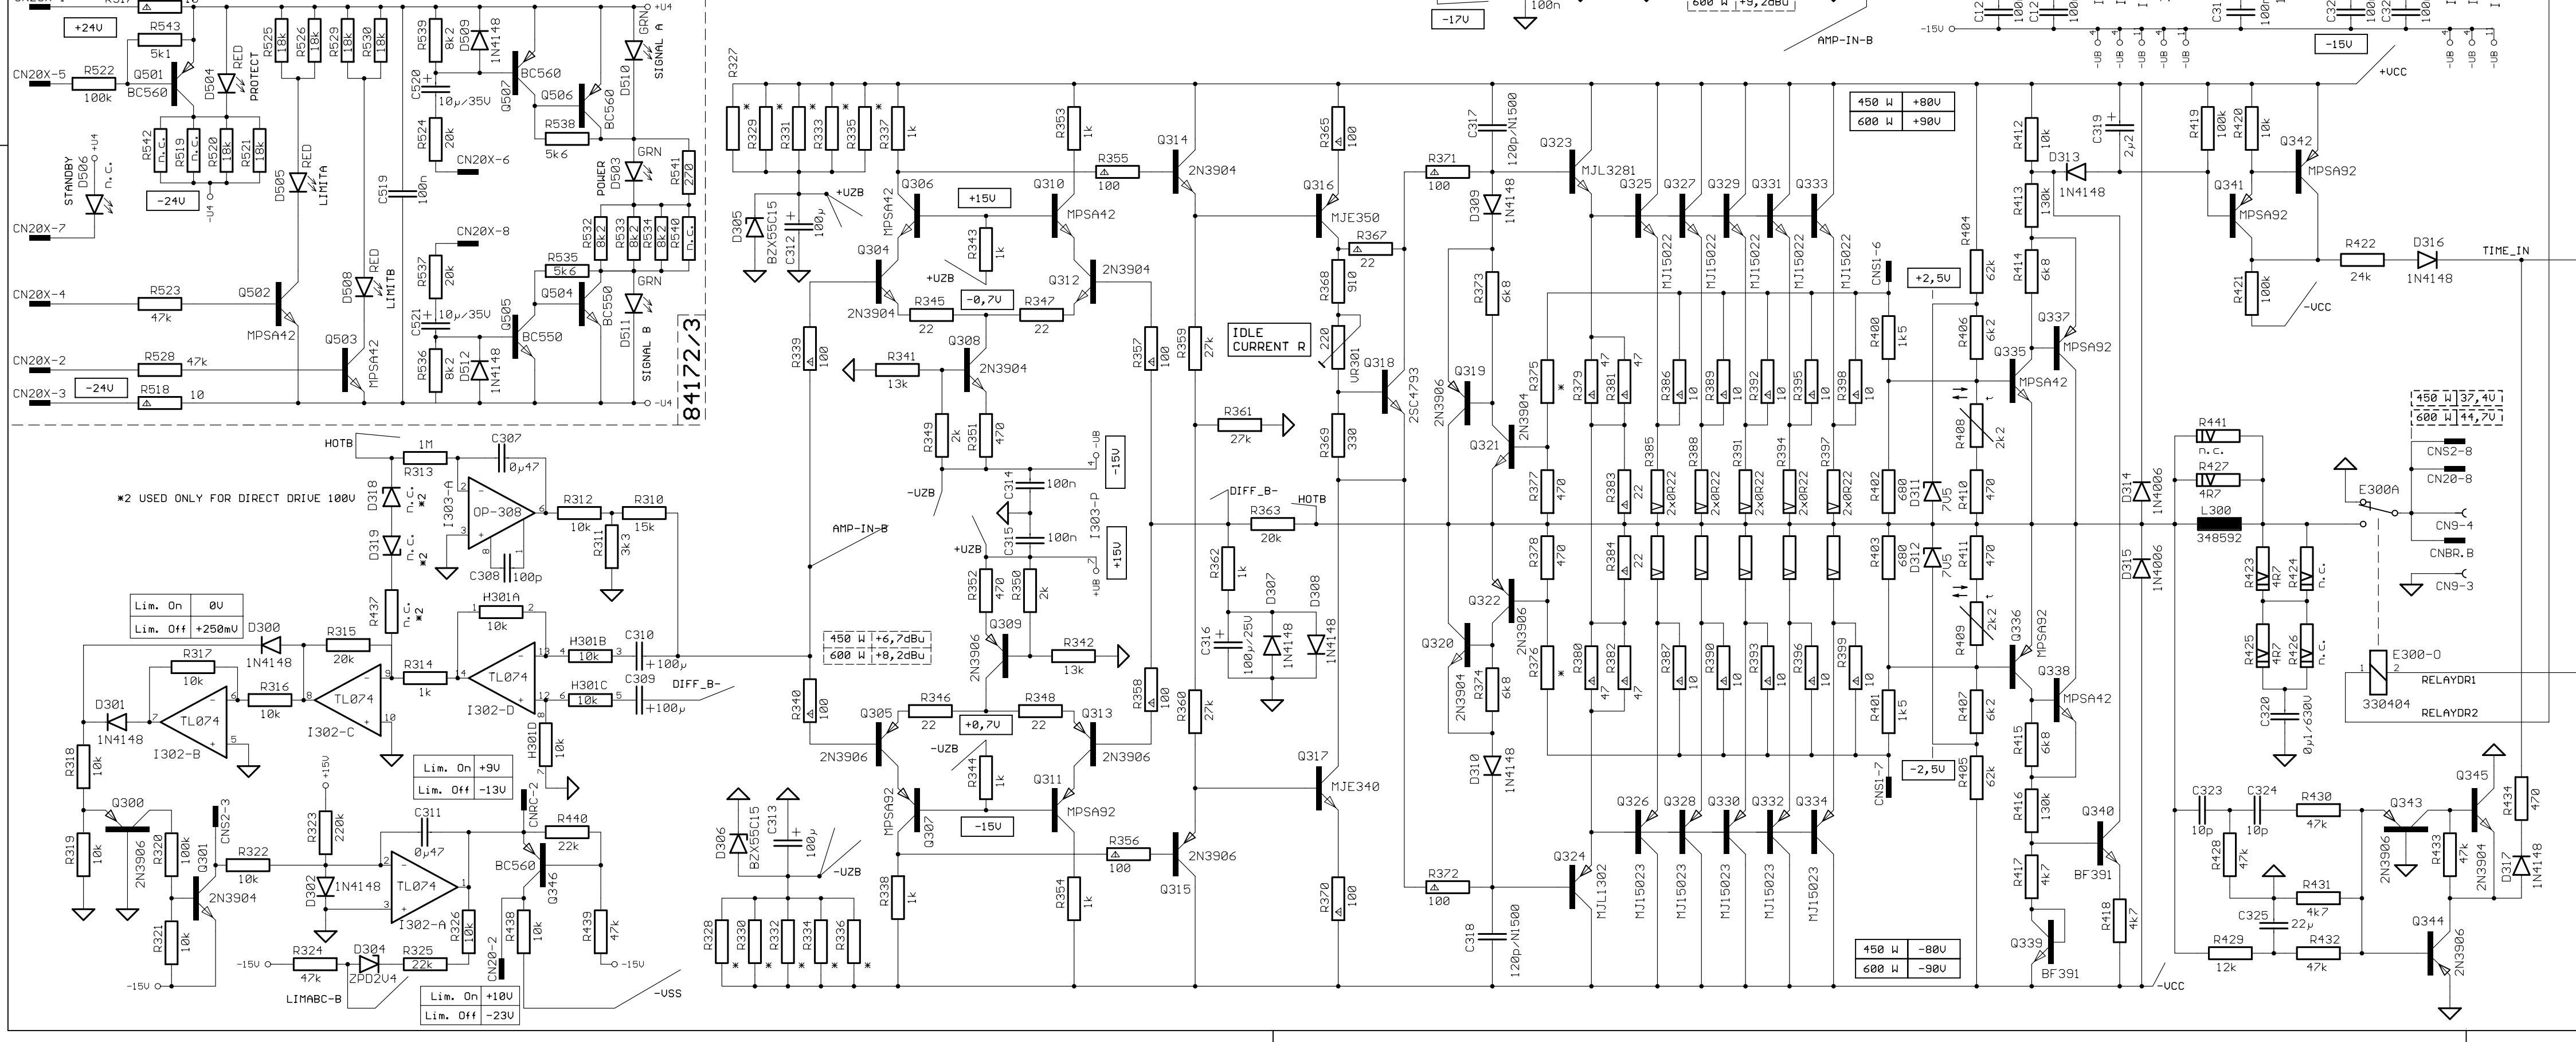 +24V
R543
5k1
CN20X-5
R522
100k
Q501
BC560
D504
RED
PROTECT
R525
18k
R526
18k
R529
18k
R530
18k
R539
8k2
D509
1N4148
C520
10µ/35V
R524
20k
CN20X-6
Q507
BC560
Q506
BC560
R538
5k6
D510
GRN
SIGNAL A
+U4
STANDBY
D506
n.c.
+U4
R542
n.c.
R519
n.c.
R520
18k
R521
18k
-24V
-U4
D505
RED
LIMITA
C519
100n
POWER
D503
GRN
R541
270
CN20X-7
CN20X-8
R537
20k
R532
8k2
R533
8k2
R534
8k2
R540
n.c.
R535
5k6
CN20X-4
R523
47k
Q502
MPSA42
D508
RED
LIMITB
C521
10µ/35V
Q505
BC550
Q504
BC550
D511
GRN
SIGNAL B
CN20X-2
R528
47k
Q503
MPSA42
R536
8k2
D512
1N4148
-24V
CN20X-3
R518
10
-U4
84172/3
HOTB
1M
R313
C307
0µ47
*2 USED ONLY FOR DIRECT DRIVE 100V
D318
n.c.
*2
I303-A
OP-308
R312
10k
R310
15k
R311
3k3
D319
n.c.
*2
C308
100p
R437
n.c.
*2
H301A
10k
Lim. On 0V
Lim. Off +250mV
D300
1N4148
R315
20k
R317
10k
R314
1k
TL074
I302-D
H301B
10k
C310
+100µ
H301C
10k
C309
+100µ
DIFF_B-
D301
1N4148
TL074
I302-B
R316
10k
TL074
I302-C
H301D
10k
R318
10k
R319
10k
Q300
2N3906
R320
100k
R321
10k
Q301
2N3904
CNS2-3
R322
10k
+15V
R323
220k
D302
1N4148
C311
0µ47
TL074
I302-A
Lim. On +9V
Lim. Off -13V
CNRC-2
R440
22k
BC560
Q346
R326
10k
R438
10k
R439
47k
CN20-2
-15V
-15V
-15V
R324
47k
D304
ZPD2V4
R325
22k
LIMABC-B
Lim. On +10V
Lim. Off -23V
-VSS
-17V
100n
600 W +9,2dBu
AMP-IN-B
R327
R329 *
R331 *
R333 *
R335 *
R337
1k
R353
1k
R355
100
Q314
2N3904
D305
BZX55C15
C312
100µ
+UZB
Q306
MPSA42
+15V
Q310
MPSA42
Q304
2N3904
R343
1k
+UZB
-0,7V
Q312
2N3904
R345
22
R347
22
R339
100
R341
13k
Q308
2N3904
R357
100
R359
27k
R349
2k
R351
470
R361
27k
-UZB
C314
100n
-UB
-15V
I303-P
AMP-IN-B
+UZB
C315
100n
+UB
+15V
R352
470
R350
2k
DIFF_B-
HOTB
R363
20k
R362
1k
D307
1N4148
D308
1N4148
C316
100µ/25V
450 W +6,7dBu
600 W +8,2dBu
Q309
2N3906
R342
13k
R340
100
R346
22
R348
22
+0,7V
R358
100
R360
27k
Q305
2N3906
Q313
2N3906
-UZB
R344
1k
-15V
Q307
MPSA92
Q311
MPSA92
D306
BZX55C15
C313
100µ
-UZB
R356
100
Q315
2N3906
R328
R330 *
R332 *
R334 *
R336 *
R338
1k
R354
1k
R365
100
Q316
MJE350
R367
22
R368
910
IDLE
CURRENT R
220
VR301
Q318
2SC4793
R369
330
Q317
MJE340
R370
100
C317
120p/N1500
R371
100
D309
1N4148
R373
6k8
Q319
2N3906
Q321
2N3904
R375
*
R377
470
R378
470
Q322
2N3906
Q320
2N3904
R376
*
R374
6k8
D310
1N4148
R372
100
C318
120p/N1500
Q323
MJL3281
Q325
MJ15022
Q327
MJ15022
Q329
MJ15022
Q331
MJ15022
Q333
MJ15022
R379
47
R381
47
R386
10
R389
10
R392
10
R395
10
R398
10
R383
22
R385
2x0R22
R388
2x0R22
R391
2x0R22
R394
2x0R22
R397
2x0R22
R384
22
R380
47
R382
47
R387
10
R390
10
R393
10
R396
10
R399
10
Q324
MJL1302
Q326
MJ15023
Q328
MJ15023
Q330
MJ15023
Q332
MJ15023
Q334
MJ15023
450 W +80V
600 W +90V
450 W -80V
600 W -90V
CNS1-6
+2,5V
R404
62k
R400
1k5
R406
6k2
R408
2k2
t
R402
680
D311
7V5
R410
470
R403
680
D312
7V5
R411
470
R409
2k2
t
R401
1k5
R407
6k2
-2,5V
R405
62k
CNS1-7
R412
10k
R413
130k
R414
6k8
Q337
MPSA92
Q335
MPSA42
Q336
MPSA92
Q338
MPSA42
R415
6k8
R416
130k
R417
4k7
Q340
BF391
R418
4k7
Q339
BF391
D313
1N4148
C319
2µ2
-15V
-15V
-UB
-UB
-UB
-UB
-UB
-UB
-UB
-UB
+VCC
R419
100k
R420
10k
Q342
MPSA92
Q341
MPSA92
R421
100k
-VCC
R422
24k
D316
1N4148
TIME_IN
D314
1N4006
D315
1N4006
R441
n.c.
R427
4R7
L300
348592
450 W 37,4V
600 W 44,7V
CNS2-8
CN20-8
E300A
CN9-4
CNBR.B
CN9-3
R423
4R7
R424
n.c.
R425
4R7
R426
n.c.
C320
0µ1/630V
E300-O
330404
RELAYDR1
RELAYDR2
C323
10p
C324
10p
R430
47k
R428
47k
R431
4k7
C325
22µ
R429
12k
R432
47k
Q343
2N3906
R433
47k
Q345
2N3904
R434
470
D317
1N4148
Q344
2N3906
-VCC